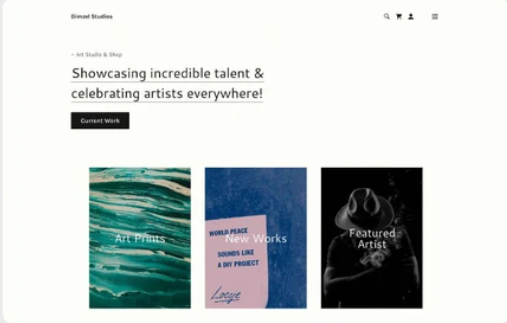 Dimzel Studios
~ Art Studio & Shop
Showcasing incredible talent &
celebrating artists everywhere!
Current Work
Art Prints
New Works
WORLD PEACE
SOUNDS LIKE
A DIY PROJECT
Featured
Artist